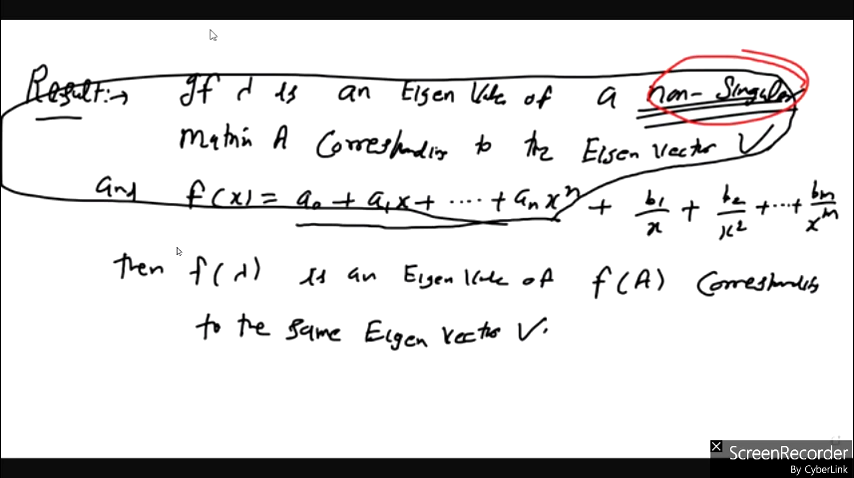 Result:→ If λ is an Eigen Value of a non-Singular
Matrix A Corresponding to the Eigen Vector V
and f(x) = a₀ + a₁x + ···· + aₙxⁿ + b₁/x + b₂/x² + ··· + bₘ/xᵐ
then f(λ) is an Eigen Value of f(A) Corresponding
to the same Eigen Vector V.
ScreenRecorder
By CyberLink